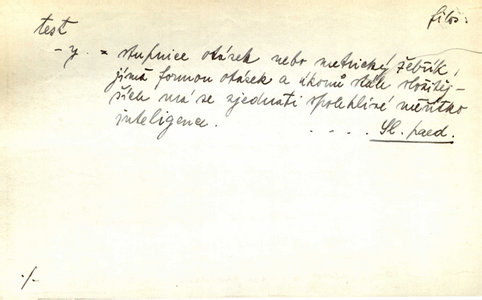 filos.
test
- y. = stupnice otázek nebo metrický žebřík,
jímž formou otázek a úkonů stále složitěj-
ších má se zjednati spolehlivé měřítko
inteligence. . . . . Sl. paed.
./.